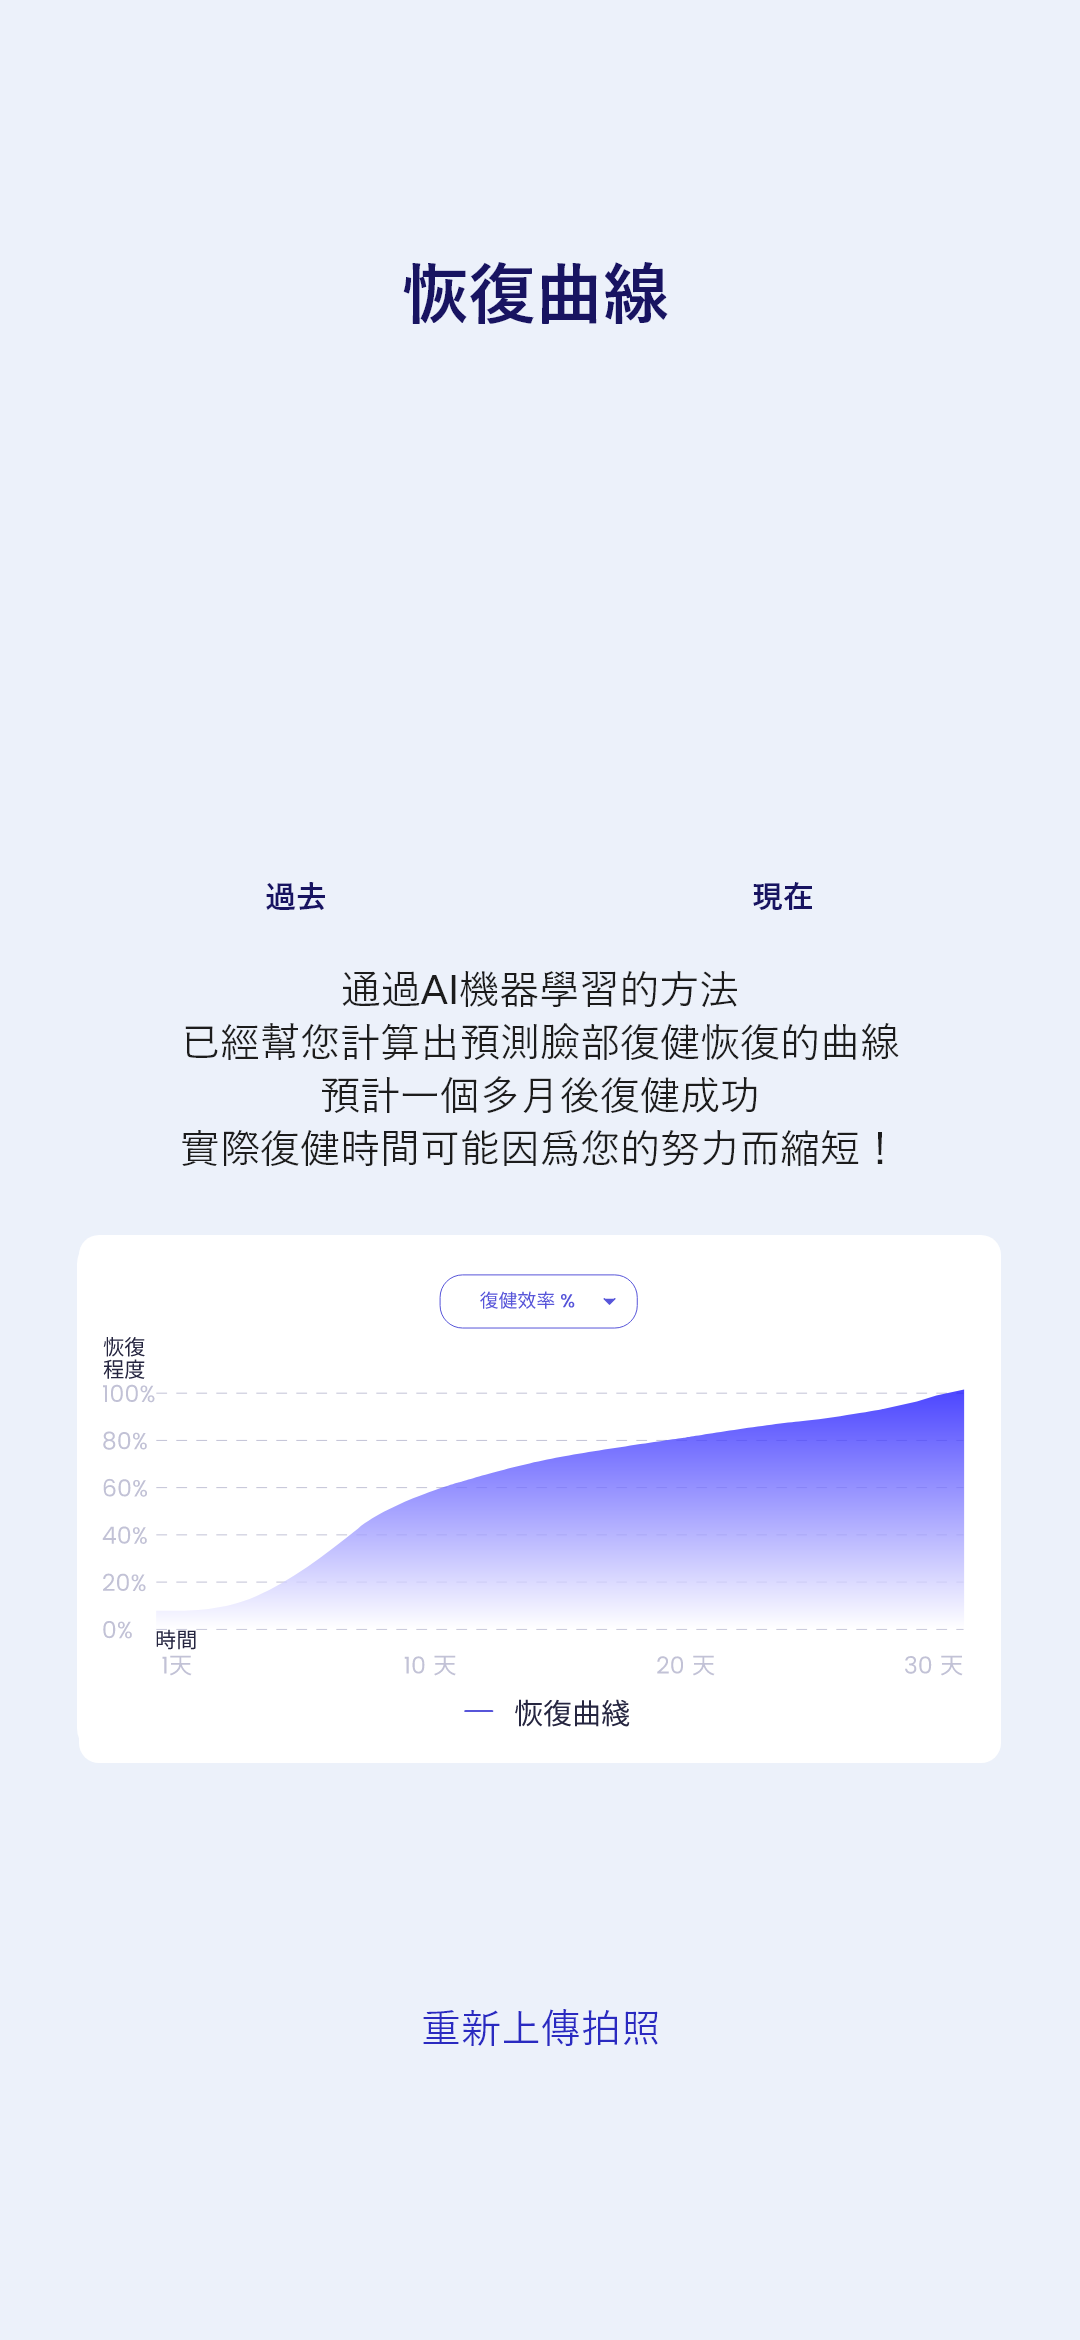 恢復曲線
過去
現在
通過AI機器學習的方法
已經幫您計算出預測臉部復健恢復的曲線
預計一個多月後復健成功
實際復健時間可能因爲您的努力而縮短！
復健效率 %
恢復
程度
100%
80%
60%
40%
20%
0%
時間
1天
10 天
20 天
30 天
恢復曲綫
重新上傳拍照